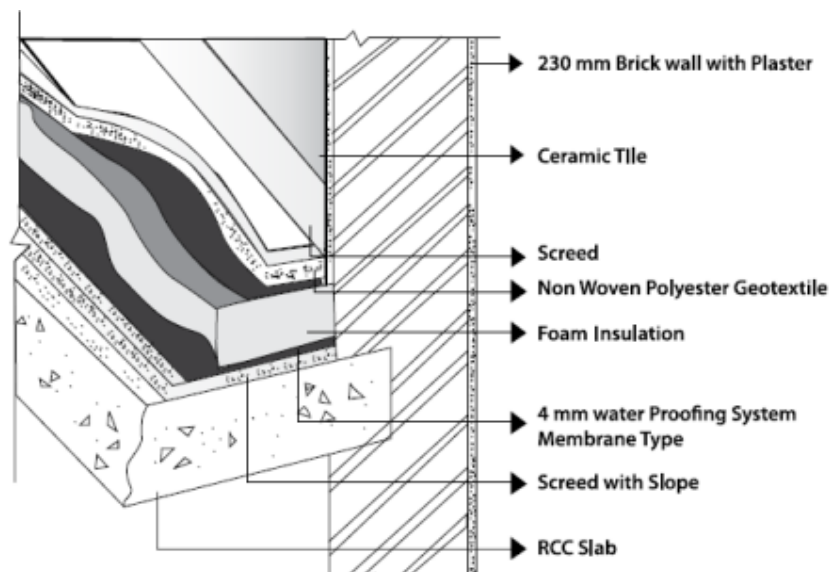 230 mm Brick wall with Plaster
Ceramic TIle
Screed
Non Woven Polyester Geotextile
Foam Insulation
4 mm water Proofing System
Membrane Type
Screed with Slope
RCC Slab